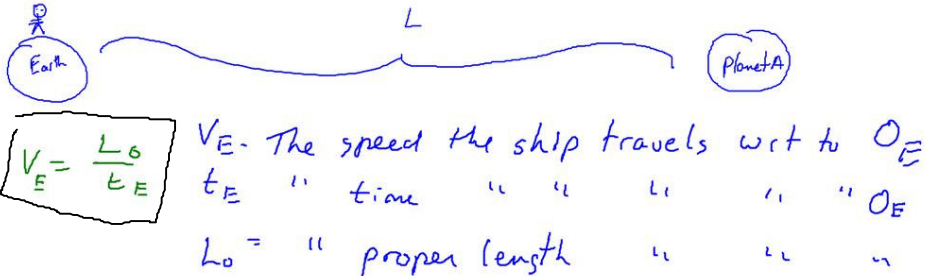 L
Earth
Planet A
V_E = L_0 / t_E
V_E - The speed the ship travels wrt to O_E
t_E " time " " " " " O_E
L_0 = " proper length " " "